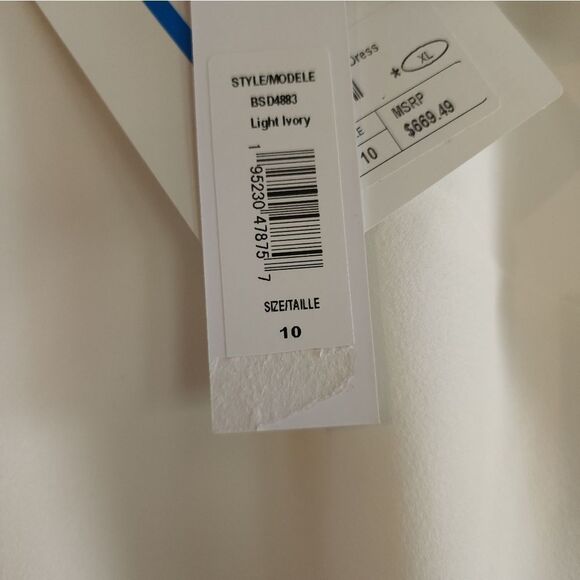 STYLE/MODELE
BSD4883
Light Ivory
1 95230 47875 7
SIZE/TAILLE
10
Dress
* XL
MSRP
$669.49
10